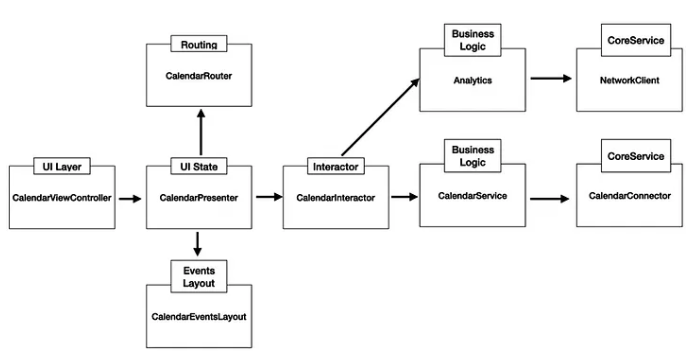 Business
Logic
Analytics
CoreService
NetworkClient
Routing
CalendarRouter
UI Layer
CalendarViewController
UI State
CalendarPresenter
Interactor
CalendarInteractor
Business
Logic
CalendarService
CoreService
CalendarConnector
Events
Layout
CalendarEventsLayout